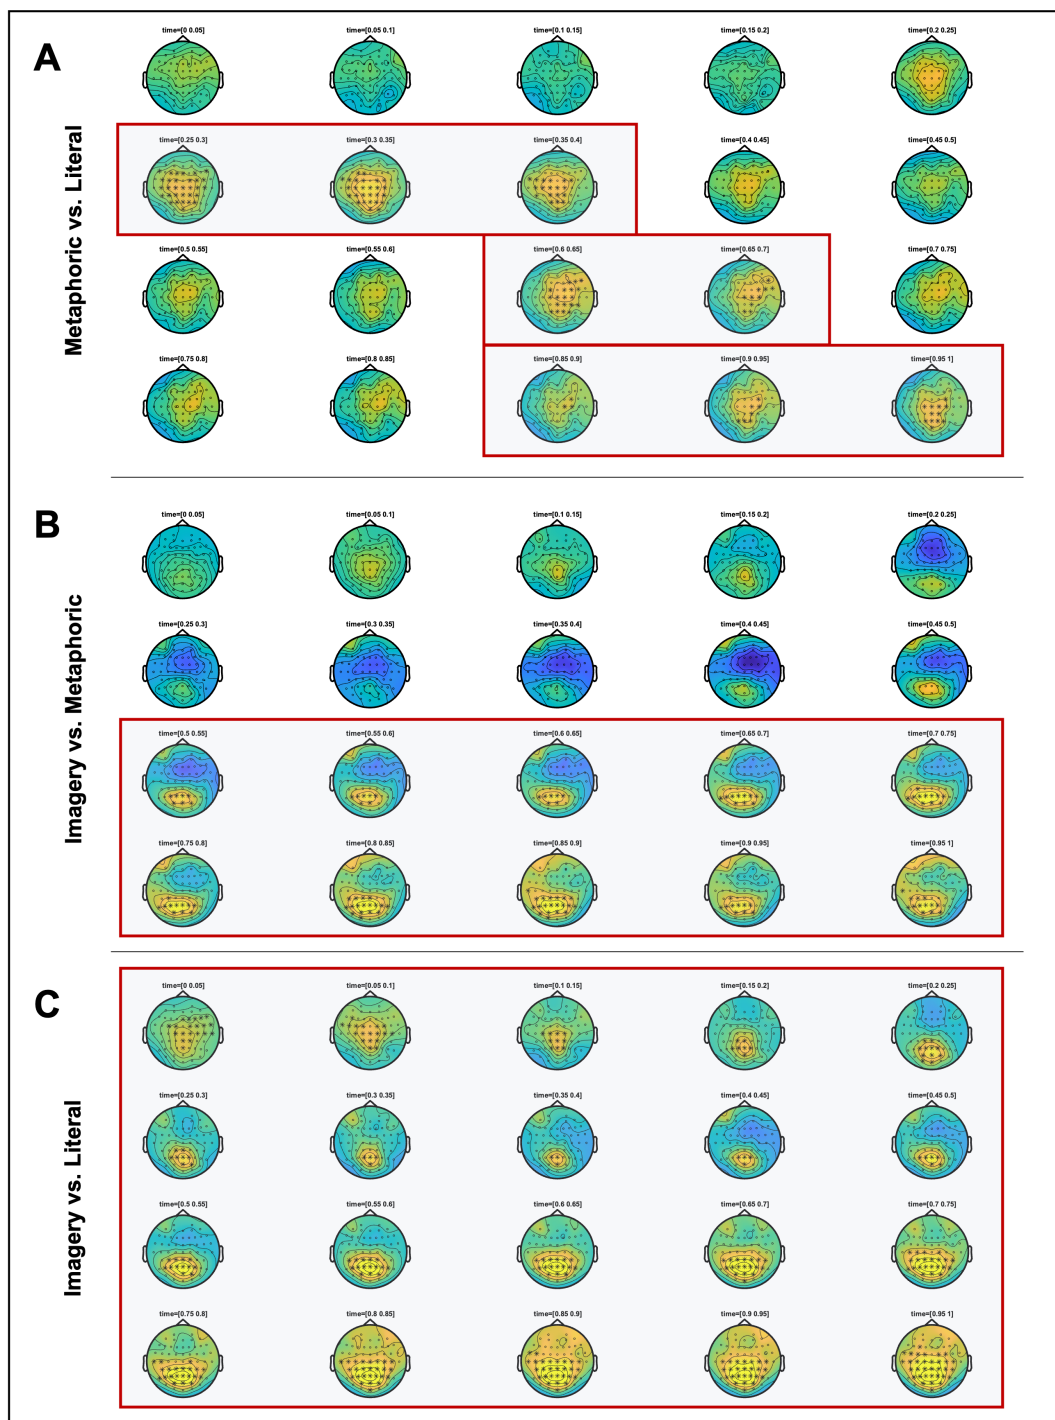 A
Metaphoric vs. Literal
time=[0 0.05] time=[0.05 0.1] time=[0.1 0.15] time=[0.15 0.2] time=[0.2 0.25]
time=[0.25 0.3] time=[0.3 0.35] time=[0.35 0.4] time=[0.4 0.45] time=[0.45 0.5]
time=[0.5 0.55] time=[0.55 0.6] time=[0.6 0.65] time=[0.65 0.7] time=[0.7 0.75]
time=[0.75 0.8] time=[0.8 0.85] time=[0.85 0.9] time=[0.9 0.95] time=[0.95 1]
B
Imagery vs. Metaphoric
time=[0 0.05] time=[0.05 0.1] time=[0.1 0.15] time=[0.15 0.2] time=[0.2 0.25]
time=[0.25 0.3] time=[0.3 0.35] time=[0.35 0.4] time=[0.4 0.45] time=[0.45 0.5]
time=[0.5 0.55] time=[0.55 0.6] time=[0.6 0.65] time=[0.65 0.7] time=[0.7 0.75]
time=[0.75 0.8] time=[0.8 0.85] time=[0.85 0.9] time=[0.9 0.95] time=[0.95 1]
C
Imagery vs. Literal
time=[0 0.05] time=[0.05 0.1] time=[0.1 0.15] time=[0.15 0.2] time=[0.2 0.25]
time=[0.25 0.3] time=[0.3 0.35] time=[0.35 0.4] time=[0.4 0.45] time=[0.45 0.5]
time=[0.5 0.55] time=[0.55 0.6] time=[0.6 0.65] time=[0.65 0.7] time=[0.7 0.75]
time=[0.75 0.8] time=[0.8 0.85] time=[0.85 0.9] time=[0.9 0.95] time=[0.95 1]